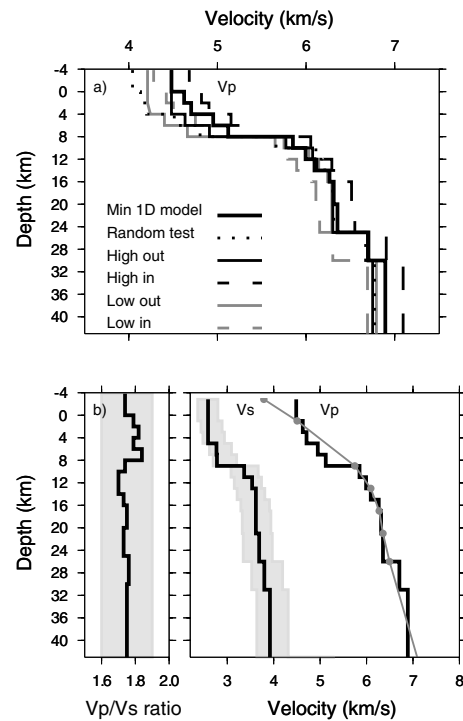 Velocity (km/s)
4 5 6 7
-4
0
4
8
12
16
20
24
28
32
36
40
Depth (km)
a)
Vp
Min 1D model
Random test
High out
High in
Low out
Low in
-4
0
4
8
12
16
20
24
28
32
36
40
Depth (km)
b)
Vs Vp
1.6 1.8 2.0
3 4 5 6 7 8
Vp/Vs ratio
Velocity (km/s)